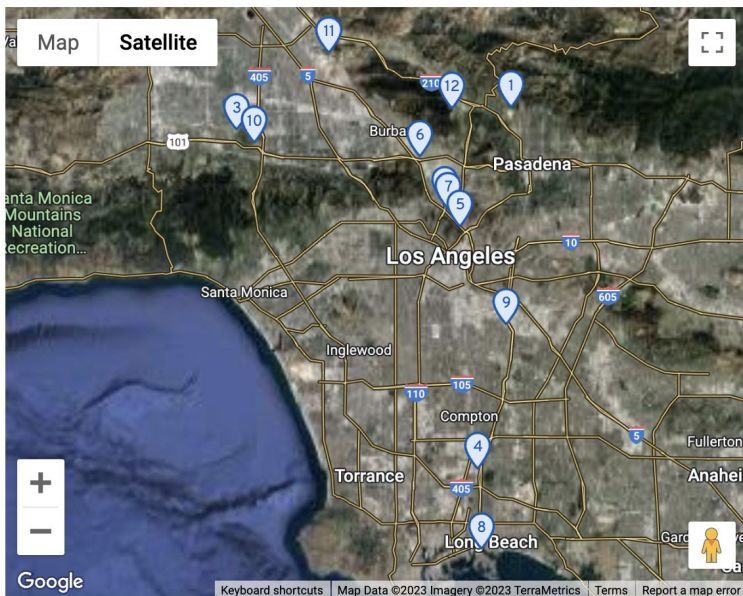 Map
Satellite
11
405
5
210
12
1
3
10
101
Burba
6
Pasadena
7
5
anta Monica
Mountains
National
Recreation...
Los Angeles
10
Santa Monica
605
9
Inglewood
110
105
Compton
5
4
Fullerton
Torrance
405
Anahei
8
Long Beach
Gard
Google
Keyboard shortcuts
Map Data ©2023 Imagery ©2023 TerraMetrics
Terms
Report a map error